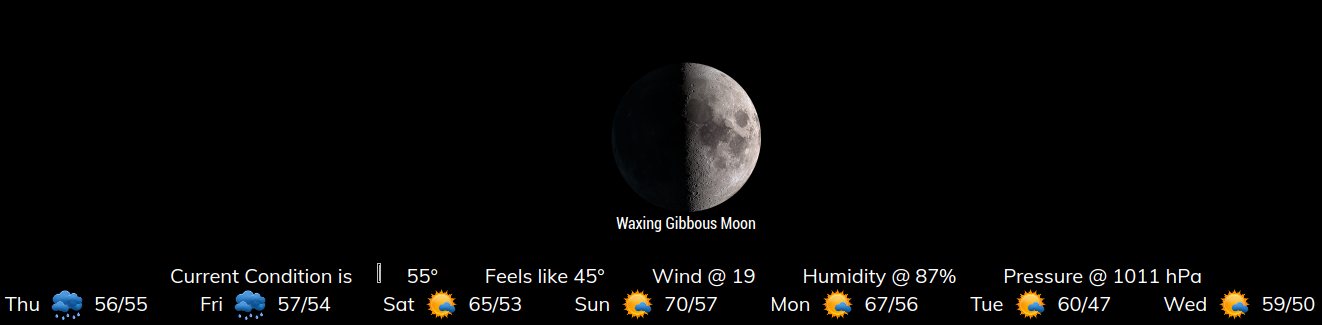 Waxing Gibbous Moon
Current Condition is 55° Feels like 45° Wind @ 19 Humidity @ 87% Pressure @ 1011 hPa
Thu 56/55 Fri 57/54 Sat 65/53 Sun 70/57 Mon 67/56 Tue 60/47 Wed 59/50